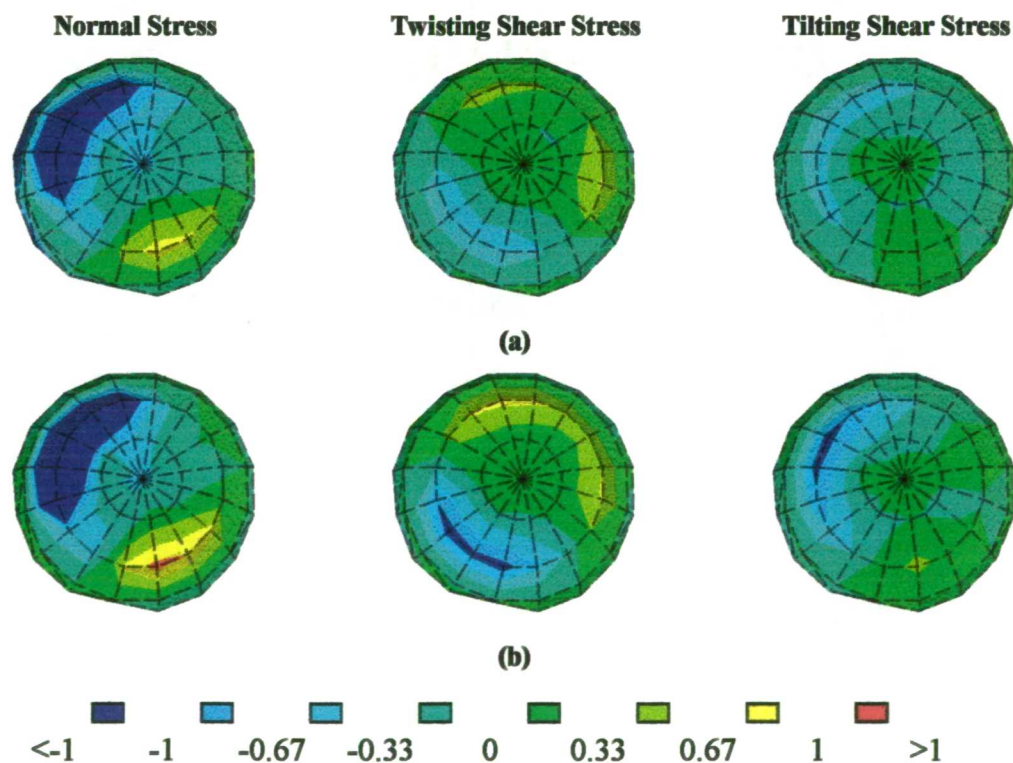 Normal Stress Twisting Shear Stress Tilting Shear Stress
(a)
(b)
<-1 -1 -0.67 -0.33 0 0.33 0.67 1 >1